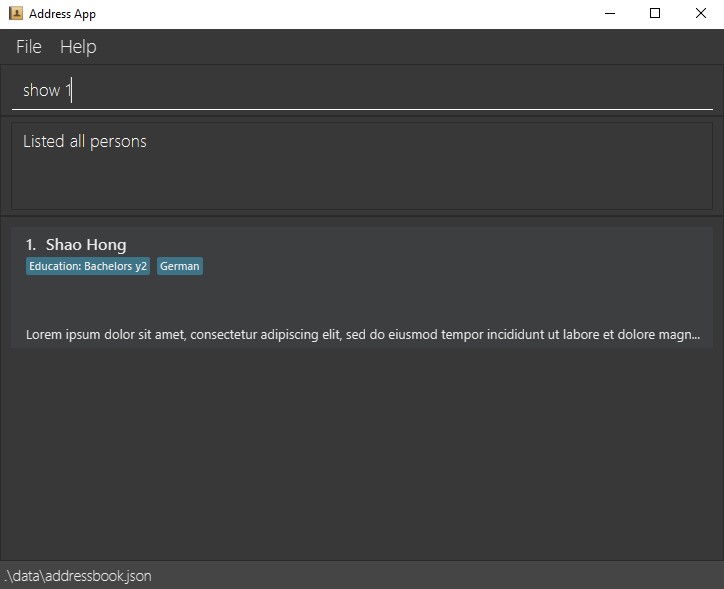 Address App
File Help
show 1
Listed all persons
1. Shao Hong
Education: Bachelors y2 German
Lorem ipsum dolor sit amet, consectetur adipiscing elit, sed do eiusmod tempor incididunt ut labore et dolore magn...
.\data\addressbook.json